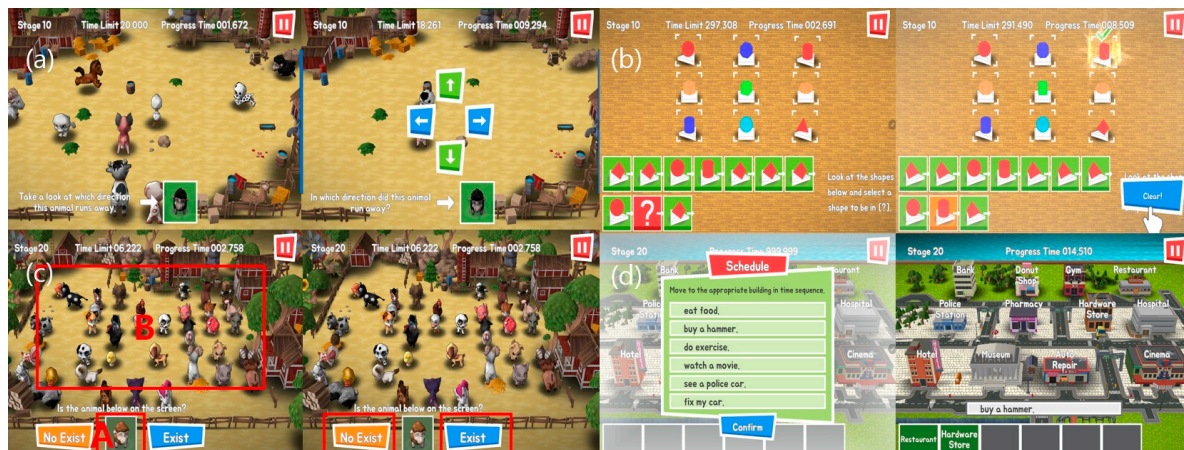 (a)
Stage 10 Time Limit 20.000 Progress Time 001.672
Take a look at which direction
this animal runs away.
Stage 10 Time Limit 18.261 Progress Time 009.294
In which direction did this animal
run away?
(b)
Stage 10 Time Limit 297.308 Progress Time 002.691
Look at the shapes
below and select a
shape to be in [?].
?
Stage 10 Time Limit 291.490 Progress Time 008.509
Look at the shapes
Clear!
(c)
Stage 20 Time Limit 06.222 Progress Time 002.758
B
Is the animal below on the screen?
No Exist
A
Exist
Stage 20 Time Limit 06.222 Progress Time 002.758
Is the animal below on the screen?
No Exist
Exist
(d)
Stage 20 Progress Time 999.999
Bank
Restaurant
Schedule
Move to the appropriate building in time sequence.
Hospital
Hotel
Cinema
eat food.
buy a hammer.
do exercise.
watch a movie.
see a police car.
fix my car.
Confirm
Stage 20 Progress Time 014.510
Bank
Donut
Shop
Gym
Restaurant
Police
Station
Pharmacy
Hardware
Store
Hospital
Hotel
Museum
Auto
Repair
Cinema
buy a hammer.
Restaurant
Hardware
Store